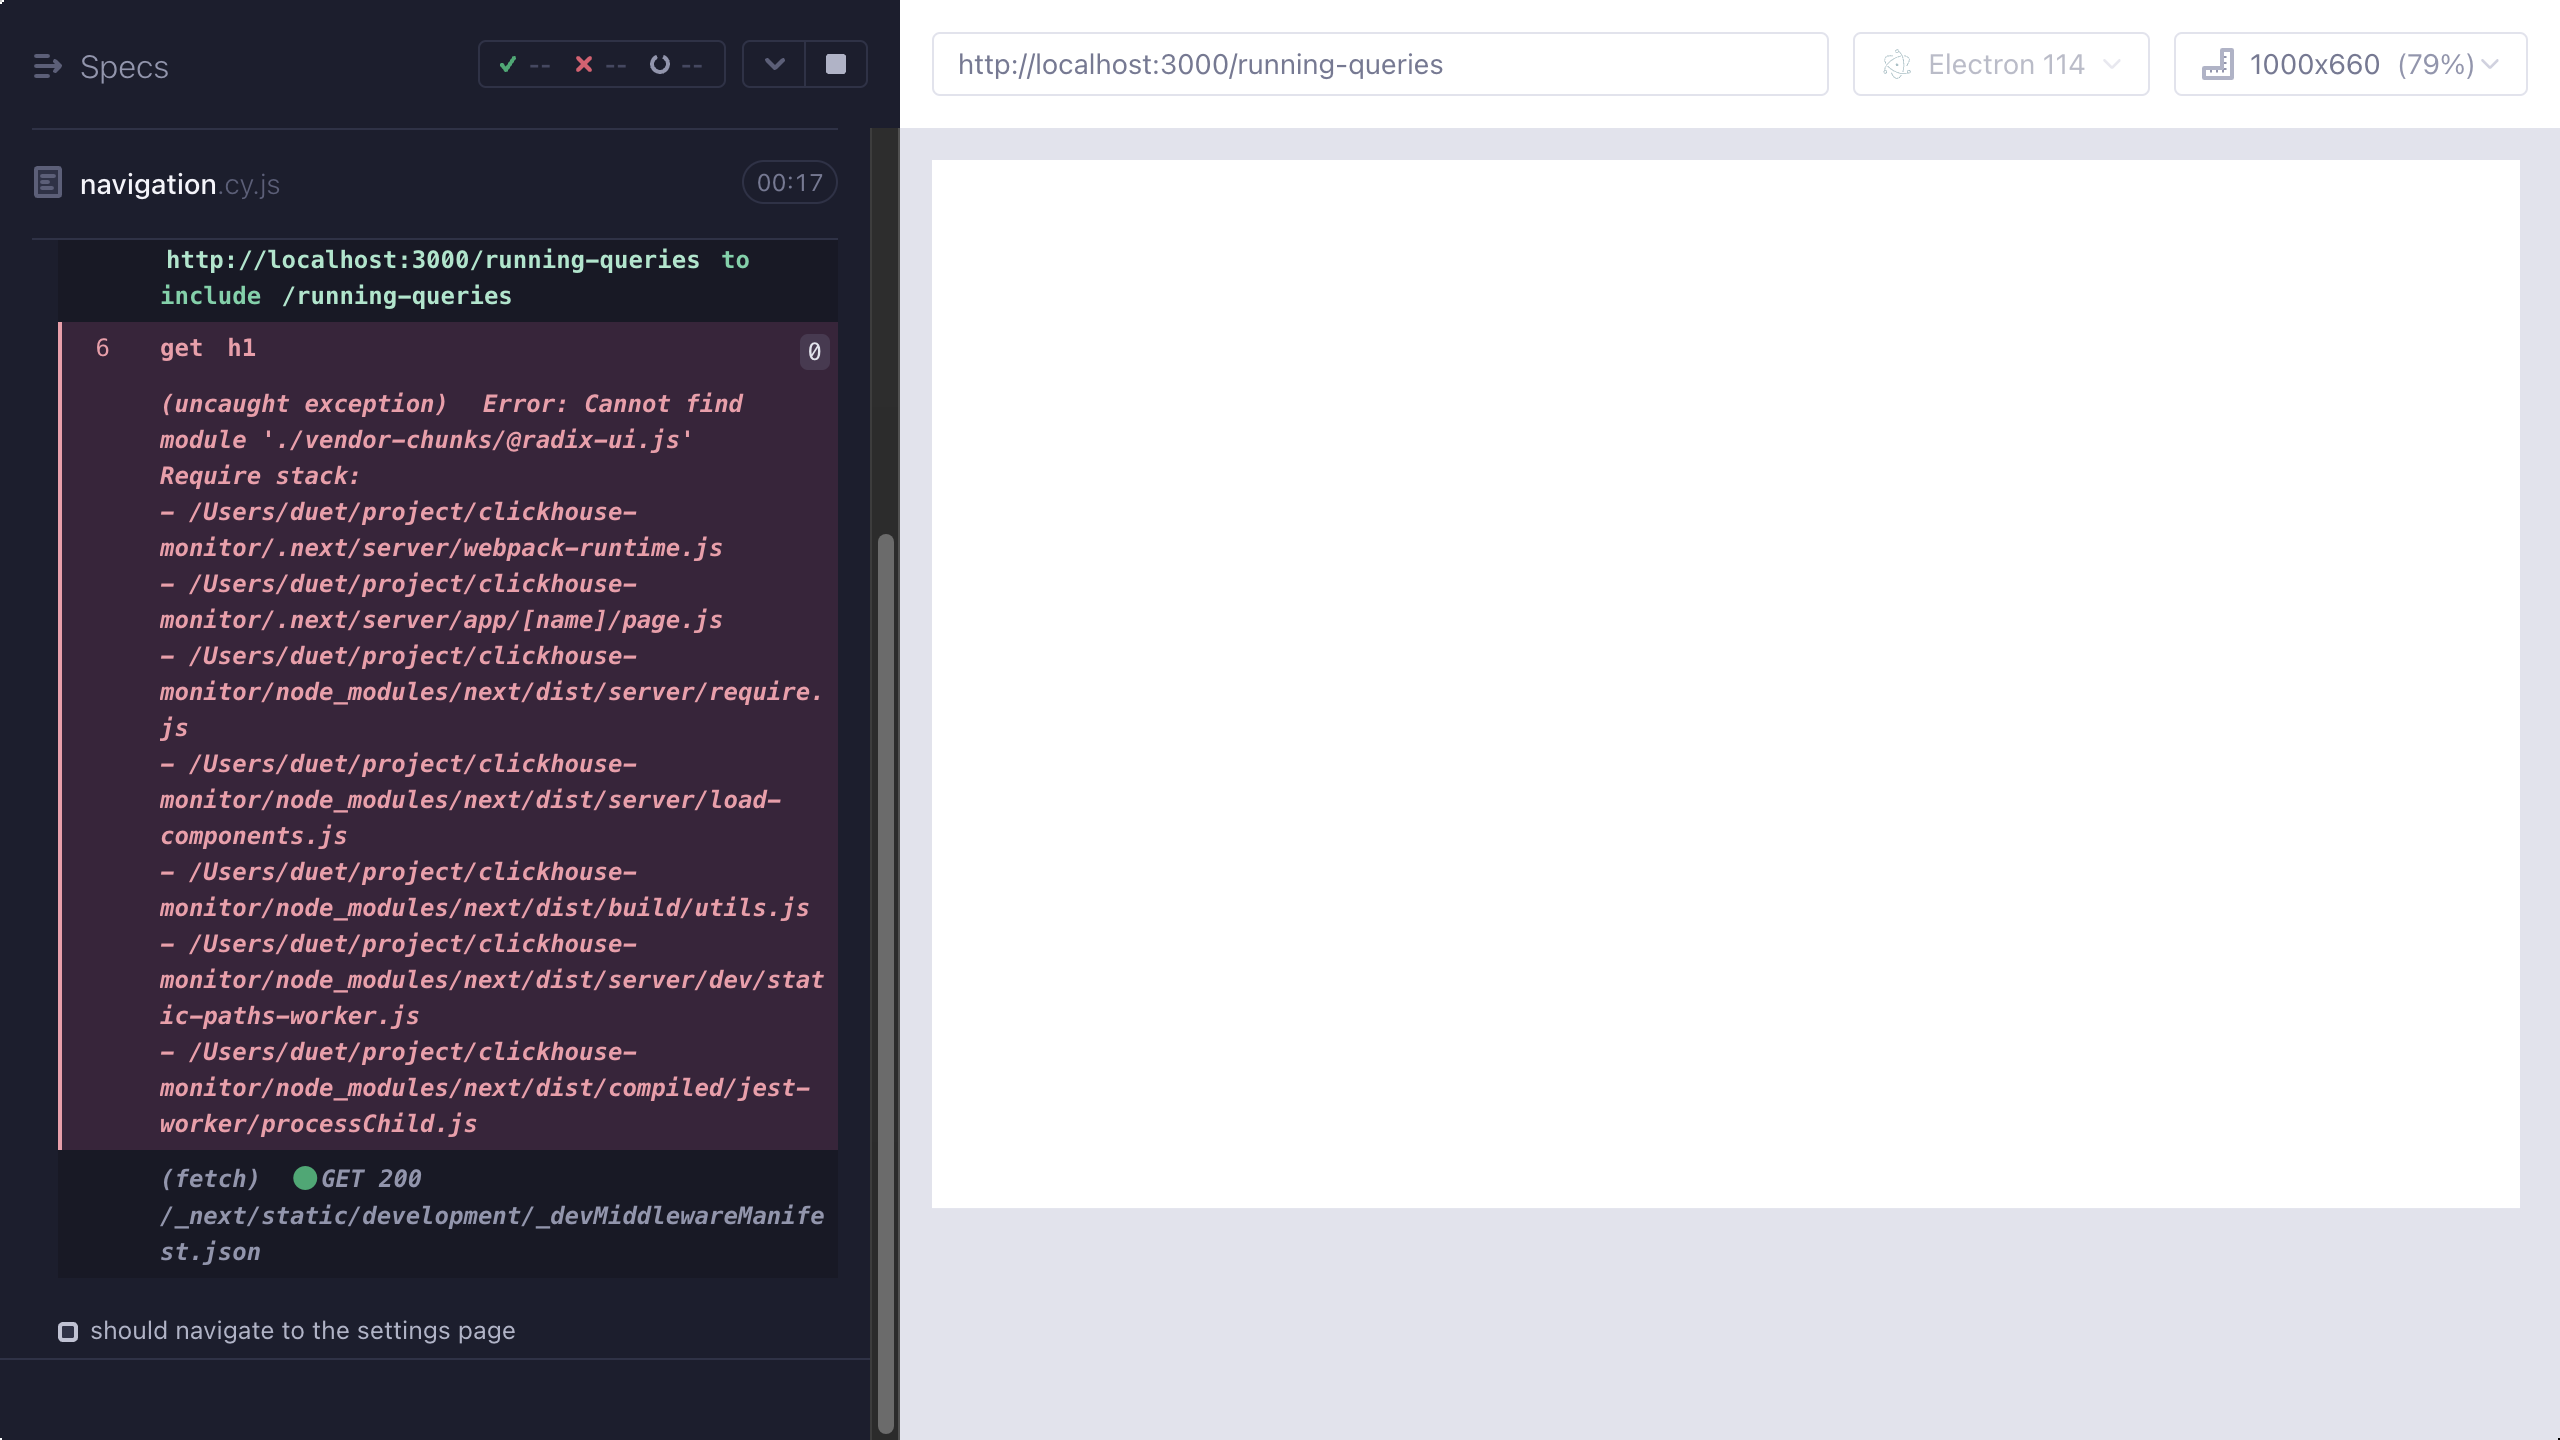 Specs
--
--
--
http://localhost:3000/running-queries
Electron 114
1000x660 (79%)
navigation.cy.js
00:17
http://localhost:3000/running-queries to
include /running-queries
6 get h1 0
(uncaught exception) Error: Cannot find
module './vendor-chunks/@radix-ui.js'
Require stack:
- /Users/duet/project/clickhouse-
monitor/.next/server/webpack-runtime.js
- /Users/duet/project/clickhouse-
monitor/.next/server/app/[name]/page.js
- /Users/duet/project/clickhouse-
monitor/node_modules/next/dist/server/require.
js
- /Users/duet/project/clickhouse-
monitor/node_modules/next/dist/server/load-
components.js
- /Users/duet/project/clickhouse-
monitor/node_modules/next/dist/build/utils.js
- /Users/duet/project/clickhouse-
monitor/node_modules/next/dist/server/dev/stat
ic-paths-worker.js
- /Users/duet/project/clickhouse-
monitor/node_modules/next/dist/compiled/jest-
worker/processChild.js
(fetch) GET 200
/_next/static/development/_devMiddlewareManife
st.json
should navigate to the settings page